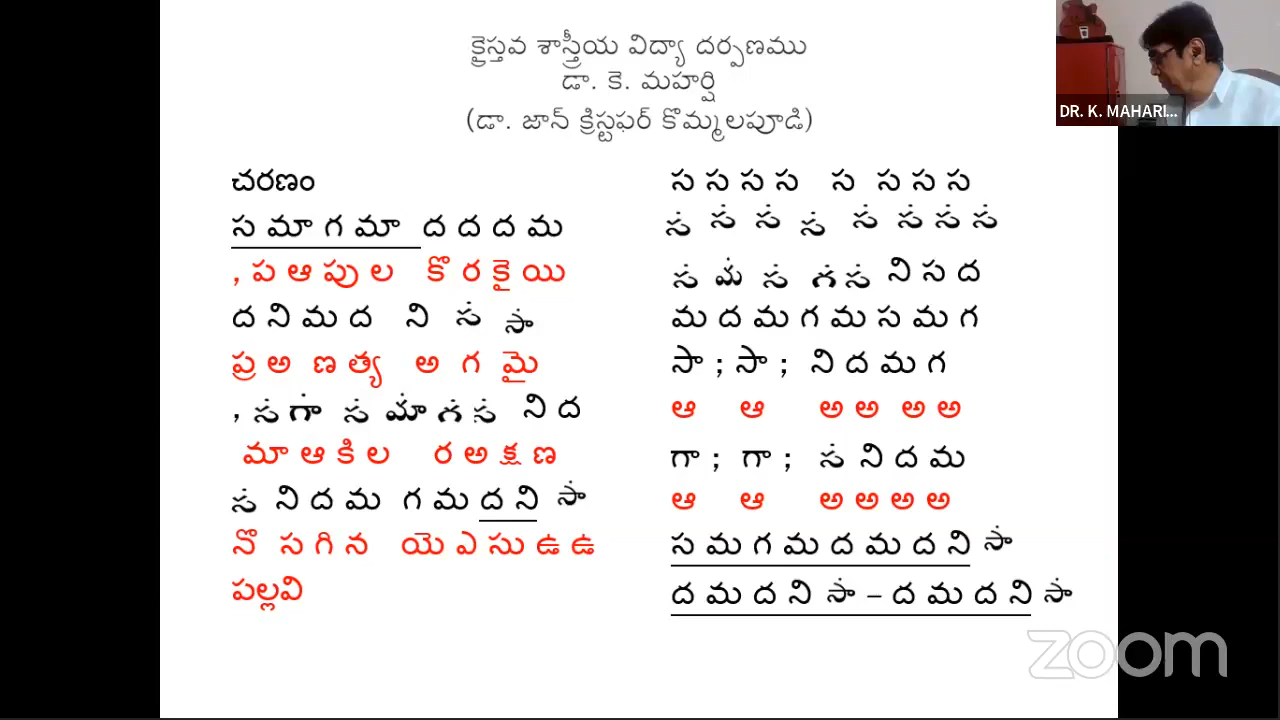 క్రైస్తవ శాస్త్రీయ విద్యా దర్పణము
డా. కె. మహర్షి
(డా. జాన్ క్రిస్టఫర్ కొమ్మలపూడి)
DR. K. MAHARI...
చరణం
స మా గ మా ద ద ద మ
, ప ఆ పు ల కొ ర కై యి
ద ని మ ద ని స̇ సా̇
ప్ర అ ణ త్య అ గ మై
, స̇ గా̇ స̇ మా̇ గ̇ స̇ ని ద
మా ఆ కి ల ర అ క్ష ణ
స̇ ని ద మ గ మ ద ని సా̇
నొ స గి న యె ఎ సు ఉ ఉ
పల్లవి
స స స స స స స స
స̇ స̇ స̇ స̇ స̇ స̇ స̇ స̇
స̇ మ̇ స̇ గ̇ స̇ ని స ద
మ ద మ గ మ స మ గ
సా ; సా ; ని ద మ గ
ఆ ఆ అ అ అ అ
గా ; గా ; స̇ ని ద మ
ఆ ఆ అ అ అ అ
స మ గ మ ద మ ద ని సా̇
ద మ ద ని సా̇ – ద మ ద ని సా̇
zoom